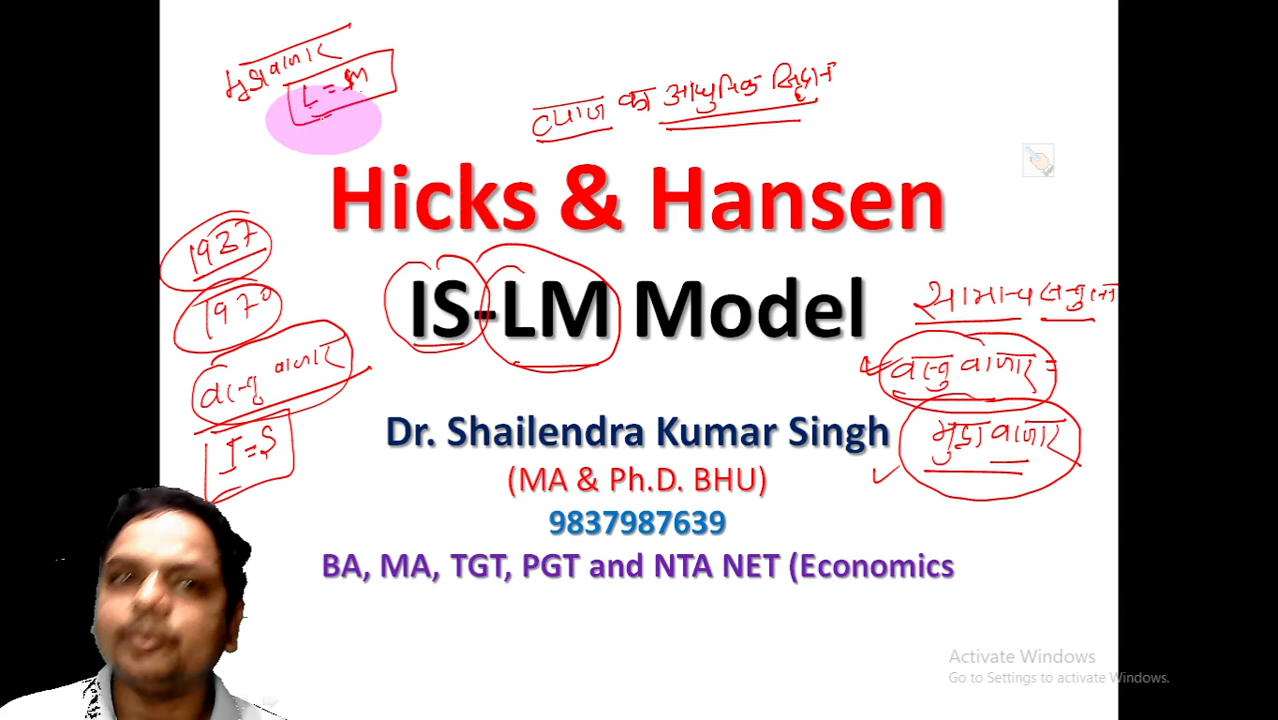 मुद्रा बाजार
L = M
ब्याज का आधुनिक सिद्धान्त
Hicks & Hansen
1937
IS-LM Model
सामान्य सन्तुलन
1970
वस्तु बाजार
वस्तु बाजार =
Dr. Shailendra Kumar Singh
मुद्रा बाजार
I = S
(MA & Ph.D. BHU)
9837987639
BA, MA, TGT, PGT and NTA NET (Economics
Activate Windows
Go to Settings to activate Windows.